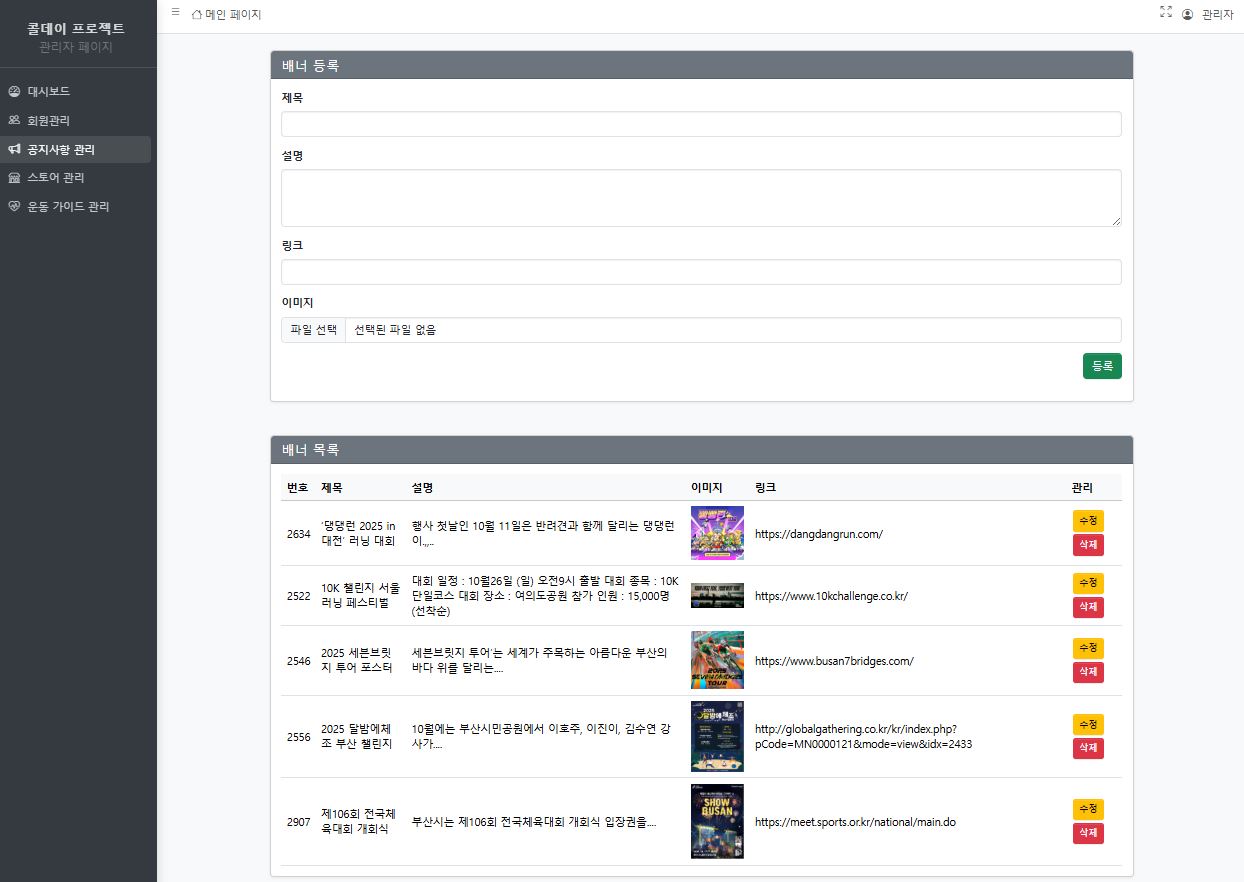 콜데이 프로젝트
관리자 페이지
대시보드
회원관리
공지사항 관리
스토어 관리
운동 가이드 관리
메인 페이지
관리자
배너 등록
제목
설명
링크
이미지
파일 선택 선택된 파일 없음
등록
배너 목록
번호 제목 설명 이미지 링크 관리
2634
'댕댕런 2025 in
대전' 러닝 대회
행사 첫날인 10월 11일은 반려견과 함께 달리는 댕댕런
이.,,..
https://dangdangrun.com/
수정
삭제
2522
10K 챌린지 서울
러닝 페스티벌
대회 일정 : 10월26일 (일) 오전9시 출발 대회 종목 : 10K
단일코스 대회 장소 : 여의도공원 참가 인원 : 15,000명
(선착순)
https://www.10kchallenge.co.kr/
수정
삭제
2546
2025 세븐브릿
지 투어 포스터
세븐브릿지 투어'는 세계가 주목하는 아름다운 부산의
바다 위를 달리는....
2025
SEVEN BRIDGES
TOUR
https://www.busan7bridges.com/
수정
삭제
2556
2025 달밤에체
조 부산 챌린지
10월에는 부산시민공원에서 이호주, 이진이, 김수연 강
사가....
2025
달밤에체조
http://globalgathering.co.kr/kr/index.php?
pCode=MN0000121&mode=view&idx=2433
수정
삭제
2907
제106회 전국체
육대회 개회식
부산시는 제106회 전국체육대회 개회식 입장권을....
SHOW
BUSAN
https://meet.sports.or.kr/national/main.do
수정
삭제